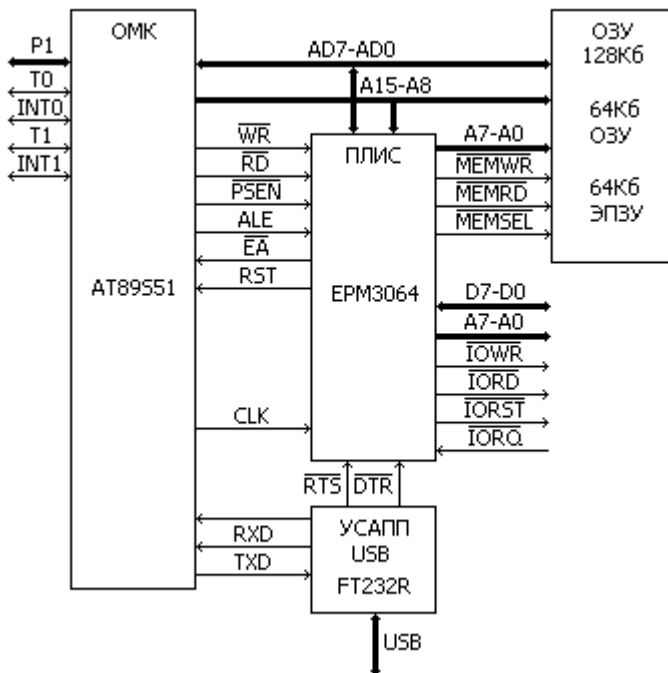 ОМК
AT89S51
P1
T0
INT0
T1
INT1
AD7-AD0
A15-A8
WR
RD
PSEN
ALE
EA
RST
CLK
RXD
TXD
ПЛИС
EPM3064
A7-A0
MEMWR
MEMRD
MEMSEL
D7-D0
A7-A0
IOWR
IORD
IORST
IORQ
ОЗУ
128Кб
64Кб
ОЗУ
64Кб
ЭПЗУ
RTS
DTR
УСАПП
USB
FT232R
USB